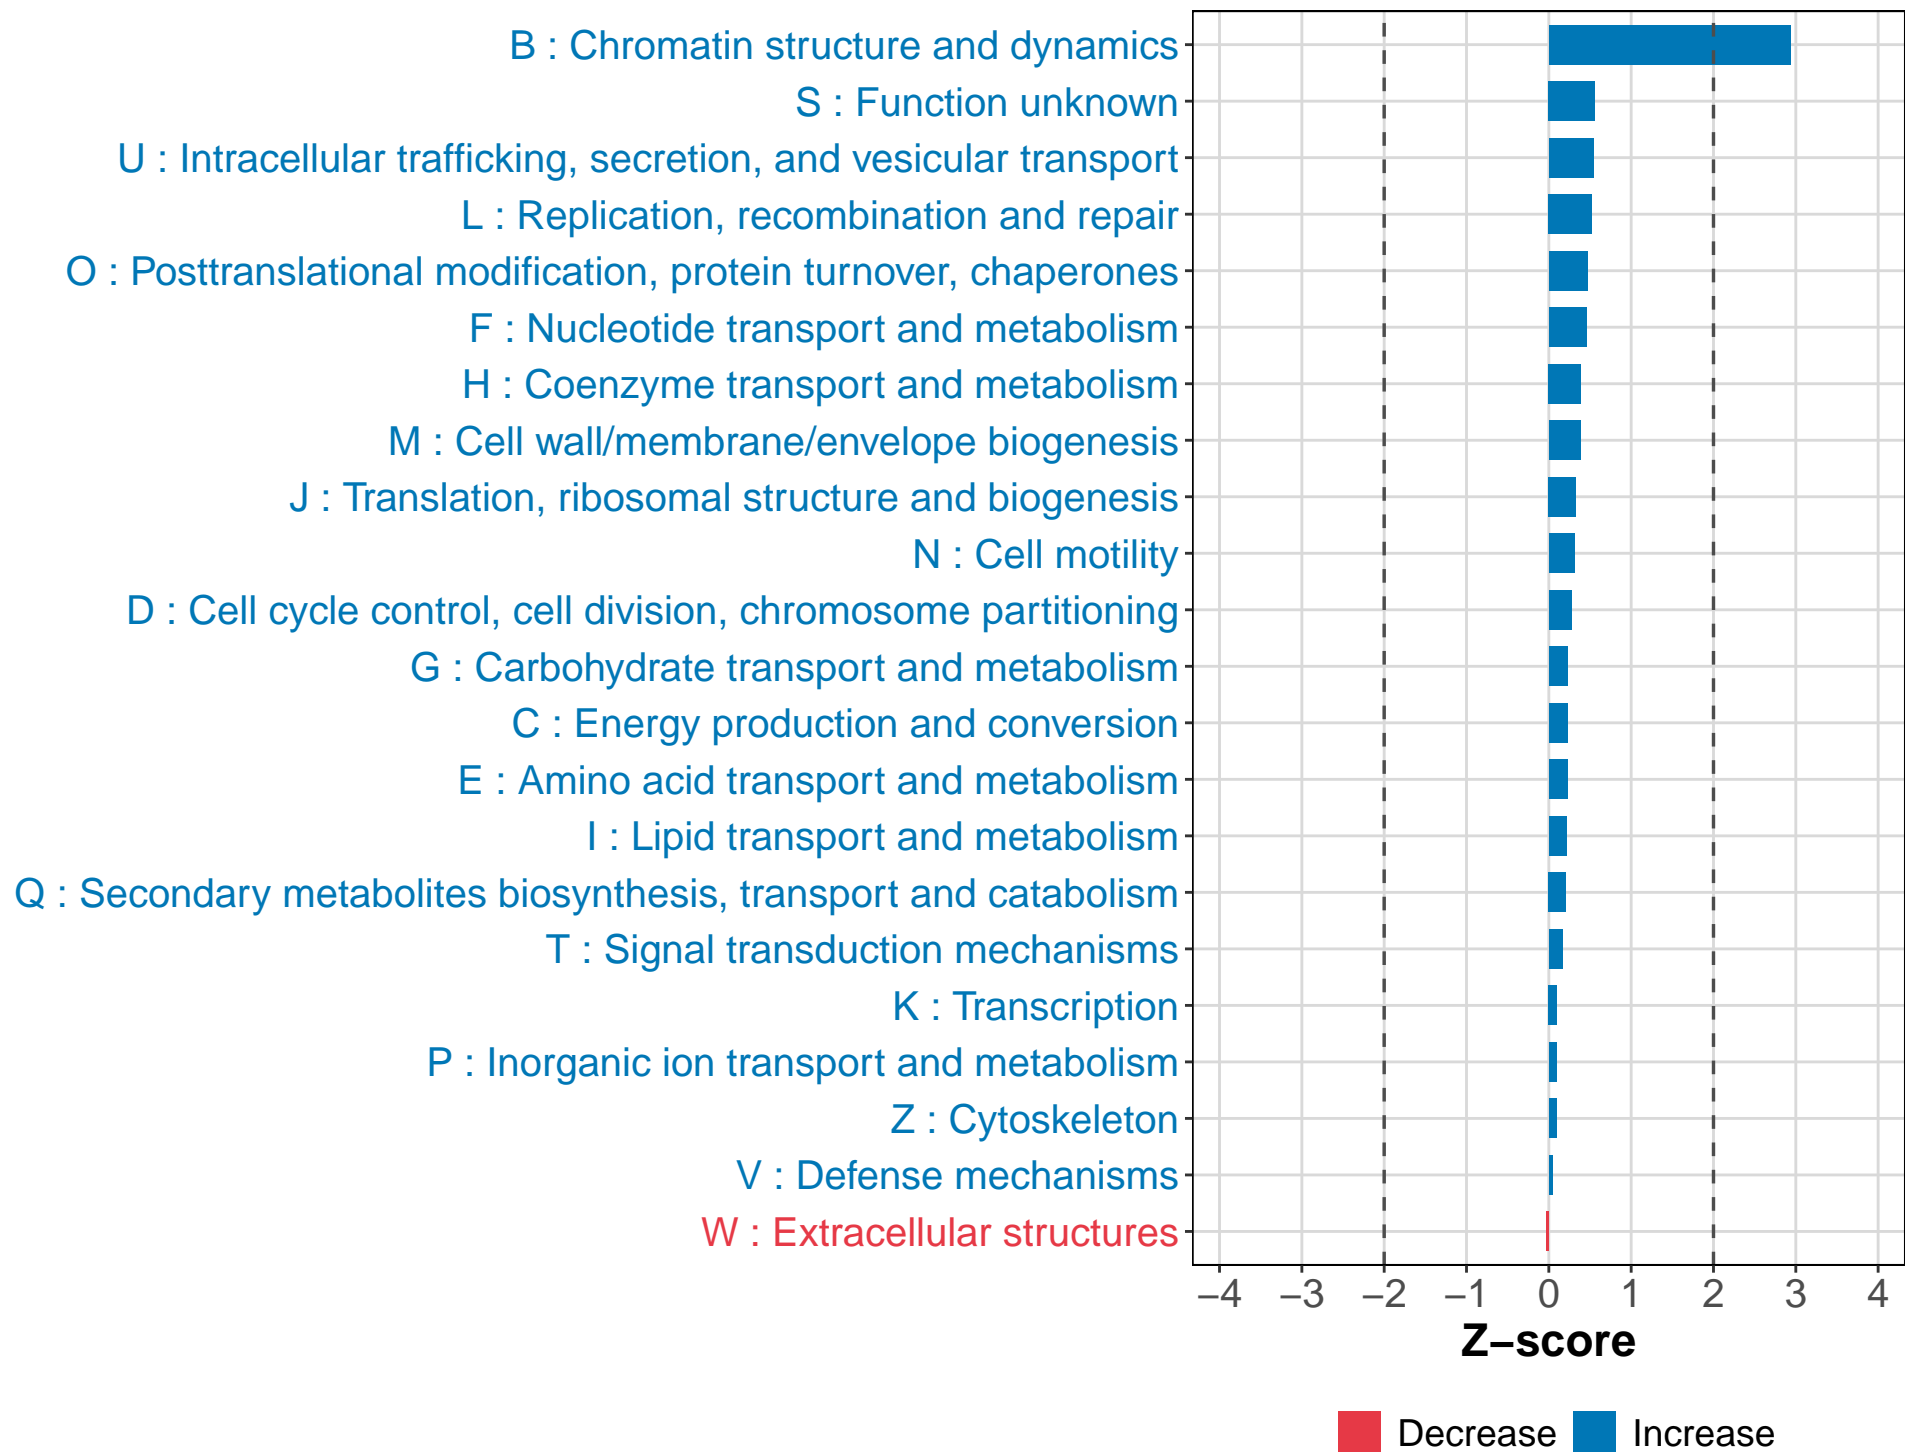 B : Chromatin structure and dynamics
S : Function unknown
U : Intracellular trafficking, secretion, and vesicular transport
L : Replication, recombination and repair
O : Posttranslational modification, protein turnover, chaperones
F : Nucleotide transport and metabolism
H : Coenzyme transport and metabolism
M : Cell wall/membrane/envelope biogenesis
J : Translation, ribosomal structure and biogenesis
N : Cell motility
D : Cell cycle control, cell division, chromosome partitioning
G : Carbohydrate transport and metabolism
C : Energy production and conversion
E : Amino acid transport and metabolism
I : Lipid transport and metabolism
Q : Secondary metabolites biosynthesis, transport and catabolism
T : Signal transduction mechanisms
K : Transcription
P : Inorganic ion transport and metabolism
Z : Cytoskeleton
V : Defense mechanisms
W : Extracellular structures
−4 −3 −2 −1 0 1 2 3 4
Z−score
Decrease Increase